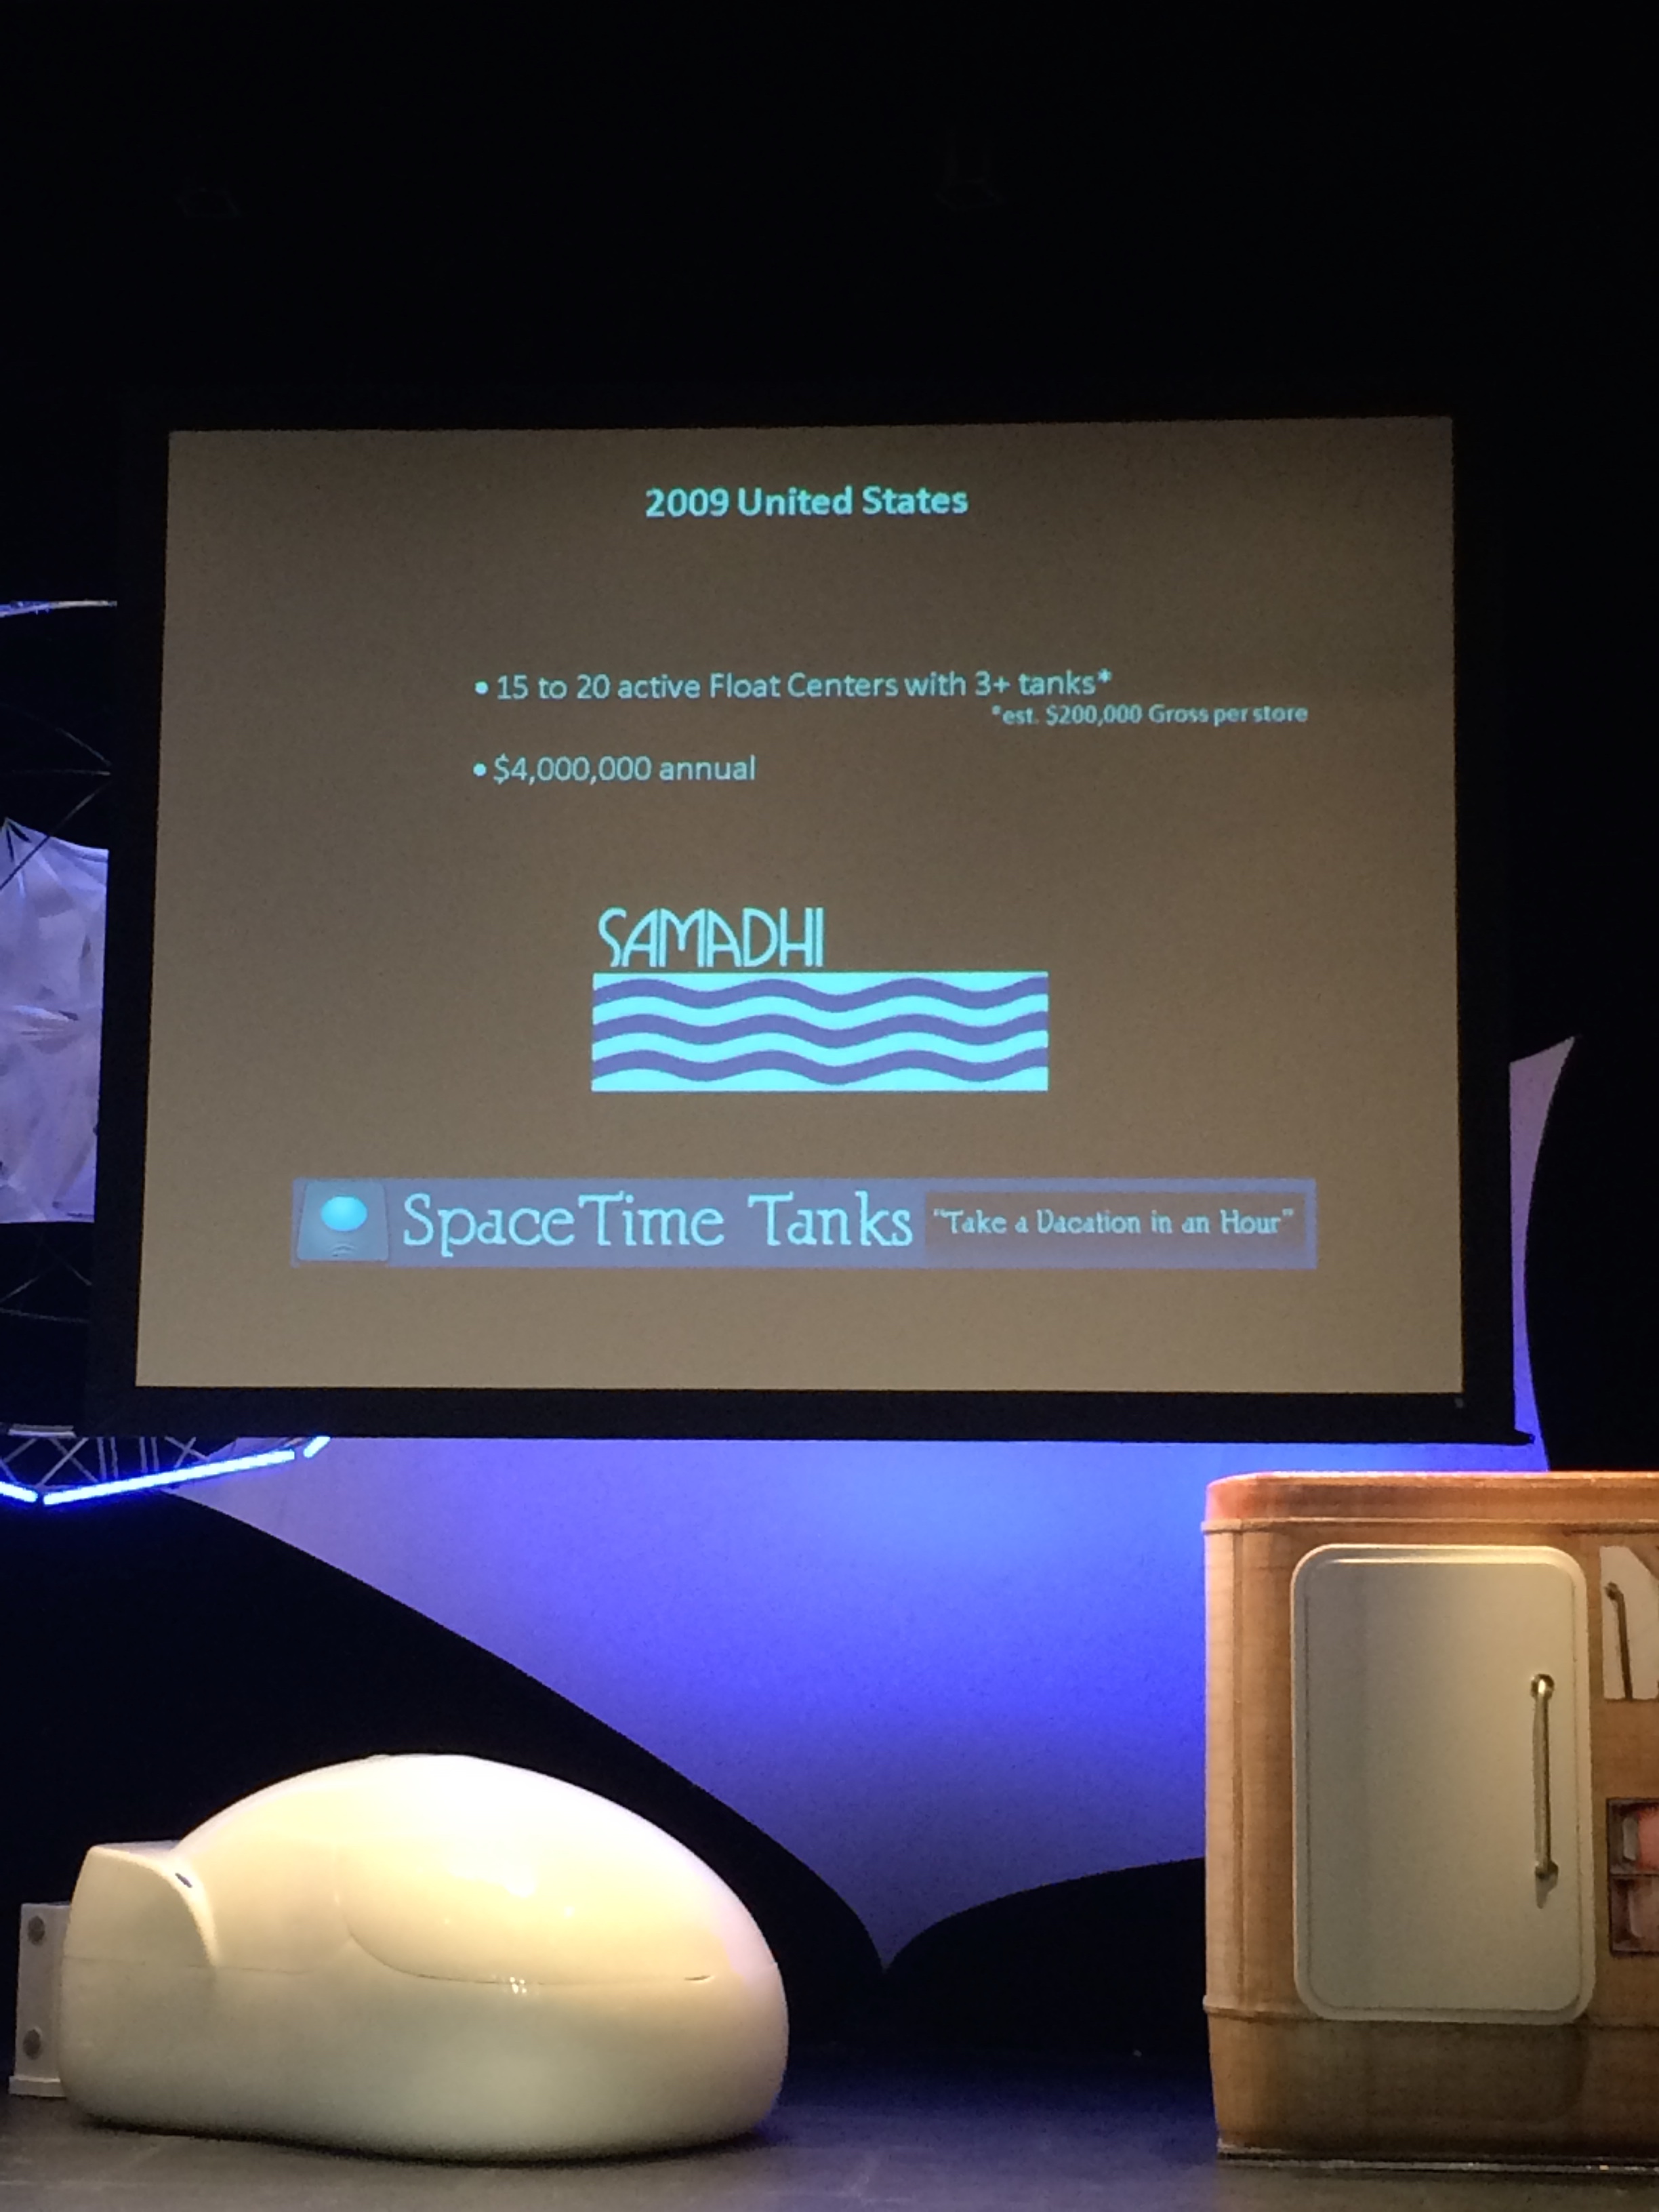 2009 United States
• 15 to 20 active Float Centers with 3+ tanks*
*est. $200,000 Gross per store
• $4,000,000 annual
SAMADHI
SpaceTime Tanks "Take a Vacation in an Hour"